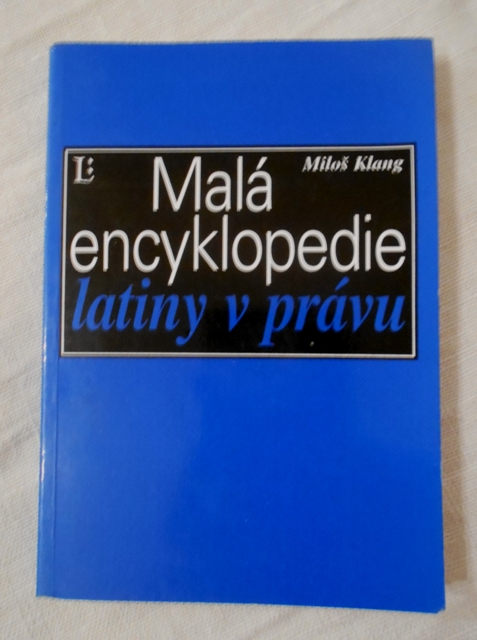 L:
Miloš Klang
Malá
encyklopedie
latiny v právu